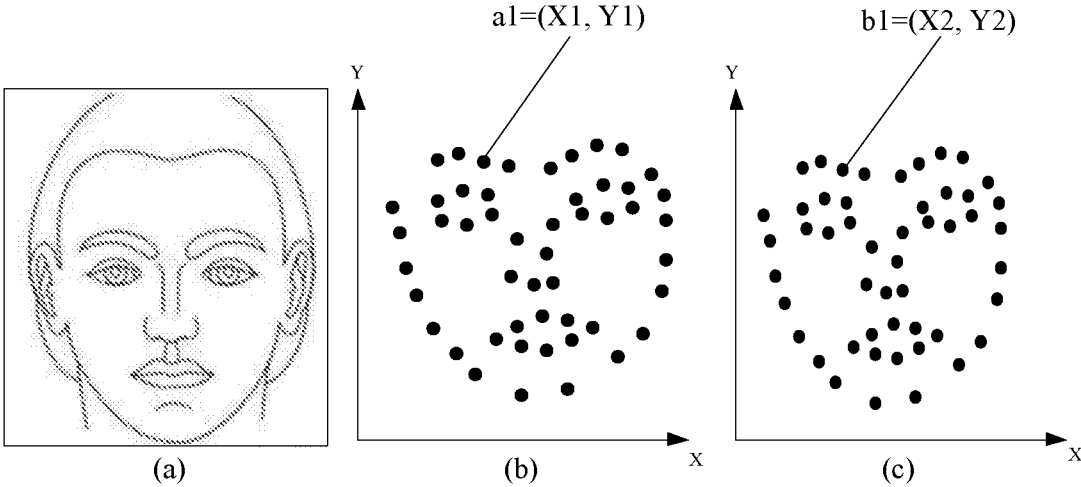 a1=(X1, Y1)
b1=(X2, Y2)
Y
Y
X
X
(a)
(b)
(c)